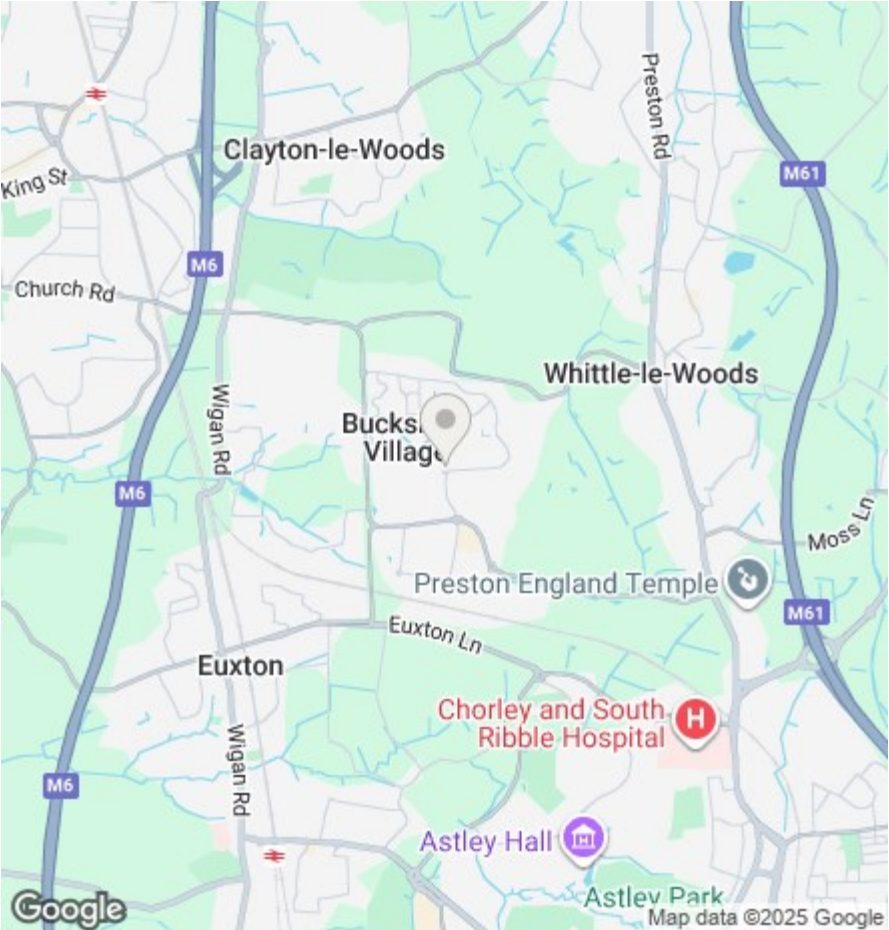 Preston Rd
Clayton-le-Woods
M61
King St
M6
Church Rd
Whittle-le-Woods
Wigan Rd
Village
M6
Moss Ln
Preston England Temple
M61
Euxton Ln
Euxton
Chorley and South
Ribble Hospital
H
Wigan Rd
M6
Astley Hall
Astley Park
Google
Map data ©2025 Google